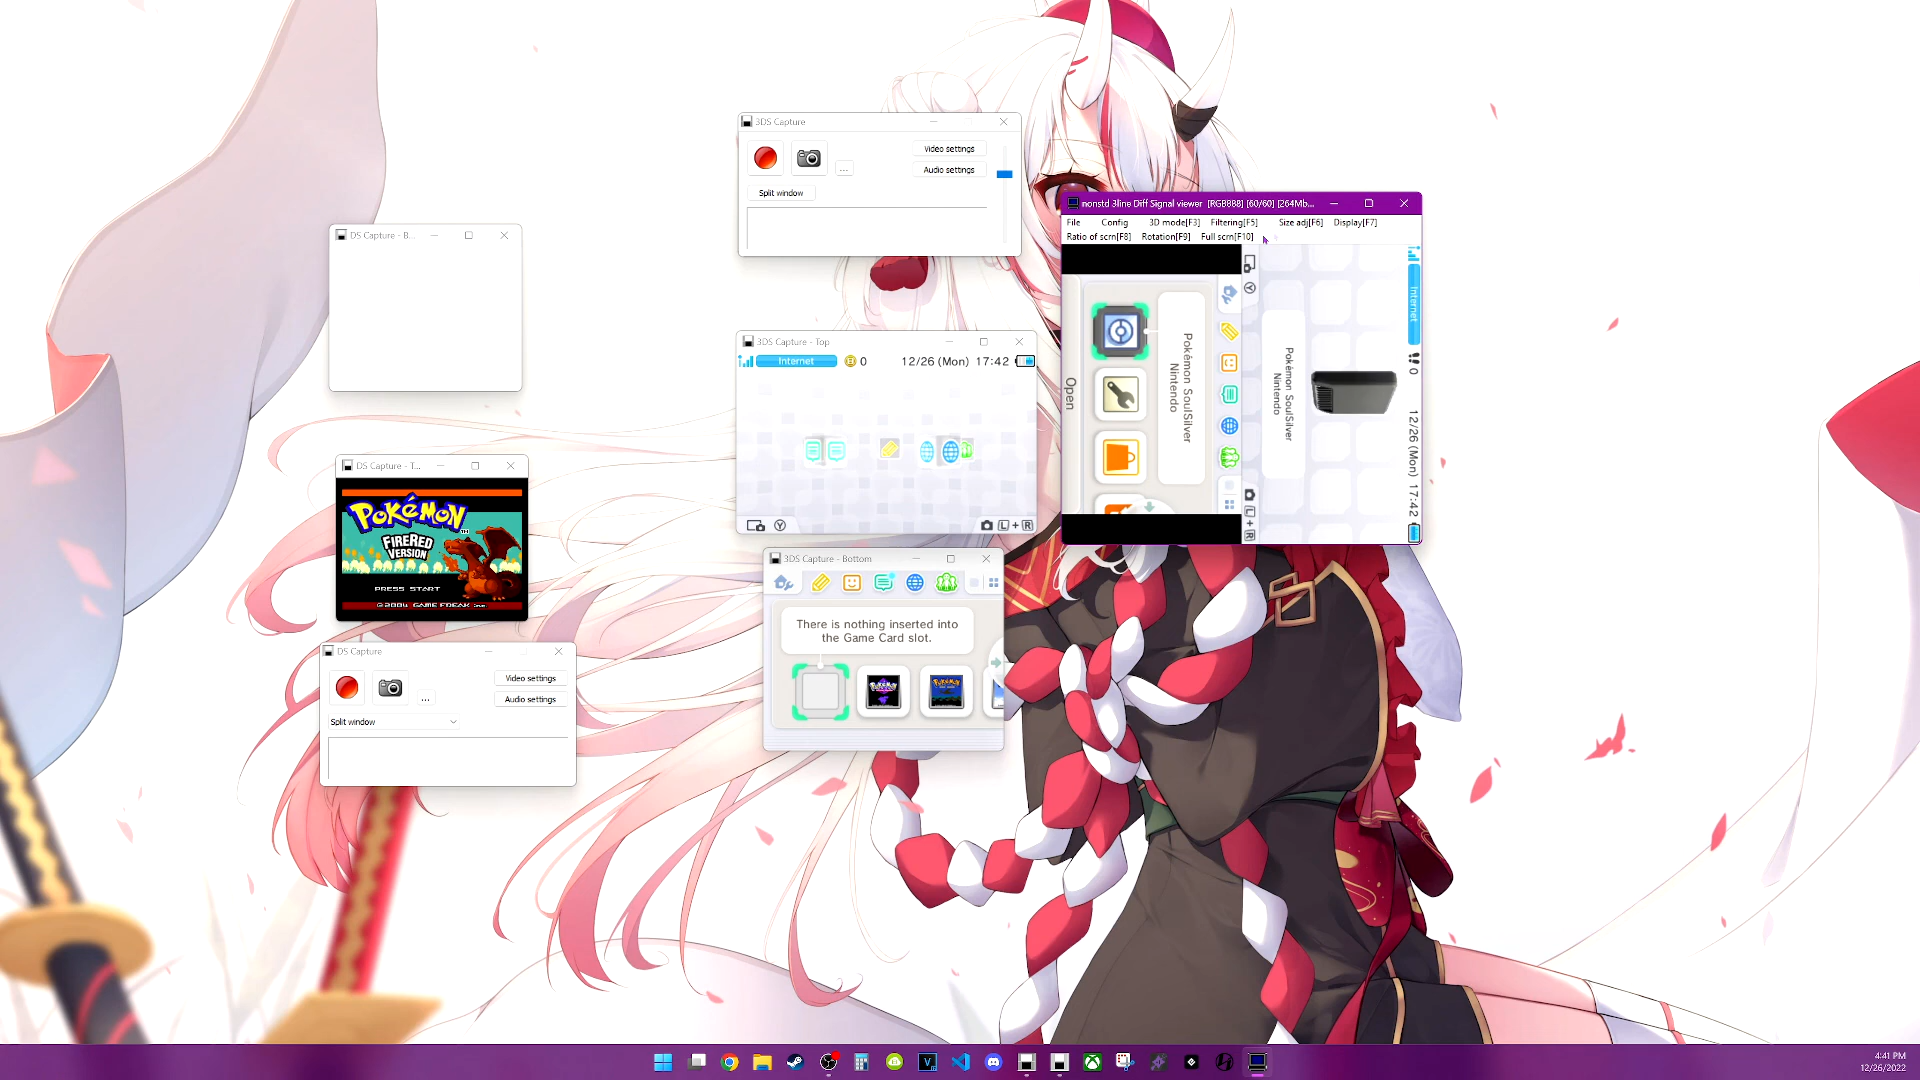 3DS Capture
Video settings
Audio settings
...
Split window
nonstd 3line Diff Signal viewer [RGB888] [60/60] [264Mb...
File Config 3D mode[F3] Filtering[F5] Size adj[F6] Display[F7]
Ratio of scrn[F8] Rotation[F9] Full scrn[F10]
Open
Pokémon SoulSilver
Nintendo
Y
Pokémon SoulSilver
Nintendo
L + R
Internet
0
12/26 (Mon) 17:42
DS Capture - B...
3DS Capture - Top
Internet 0 12/26 (Mon) 17:42
Y L + R
DS Capture - T...
POKéMON
FIRERED
VERSION
PRESS START
©2004 GAME FREAK inc.
3DS Capture - Bottom
There is nothing inserted into
the Game Card slot.
POKéMON
POKéMON
DS Capture
Video settings
Audio settings
...
Split window
4:41 PM
12/26/2022